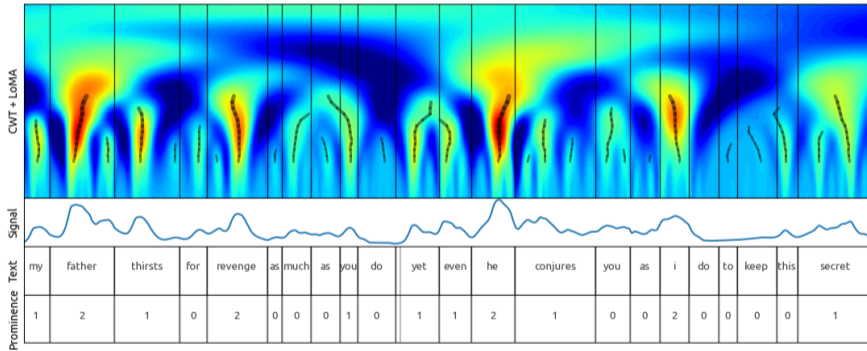 CWT + LoMA
Signal
Text my father thirsts for revenge as much as you do yet even he conjures you as i do to keep this secret
Prominence 1 2 1 0 2 0 0 0 1 0 1 1 2 1 0 0 2 0 0 0 0 1